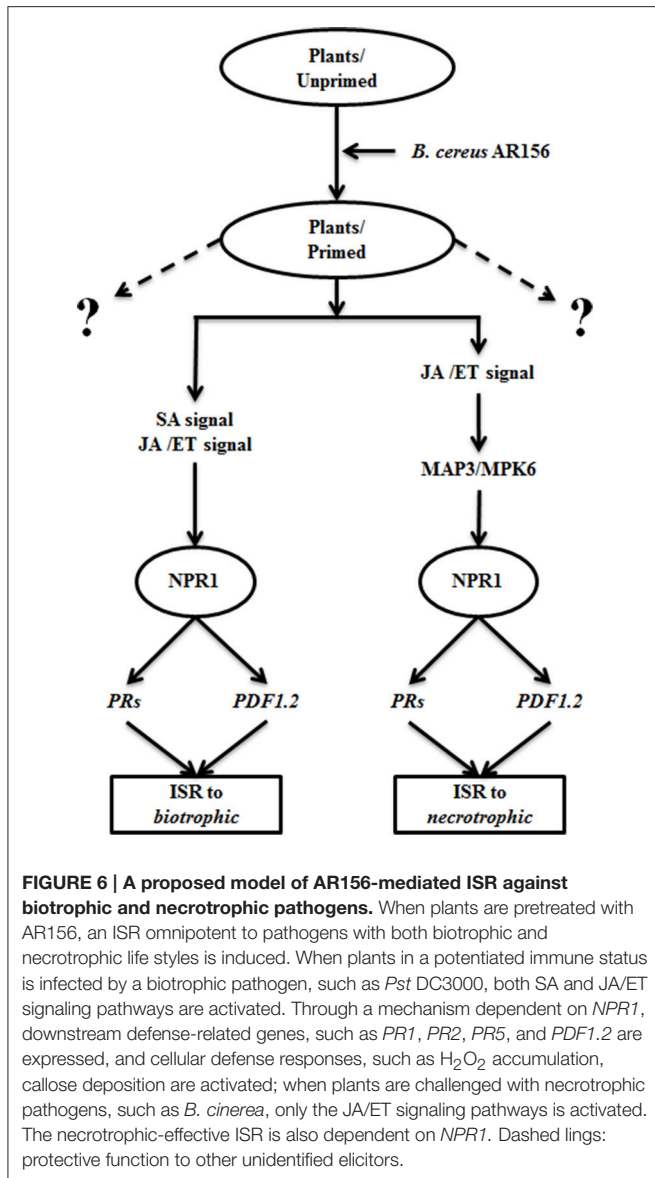 Plants/
Unprimed
B. cereus AR156
Plants/
Primed
?
?
SA signal
JA /ET signal
JA /ET signal
MAP3/MPK6
NPR1
NPR1
PRs
PDF1.2
PRs
PDF1.2
ISR to
biotrophic
ISR to
necrotrophic
FIGURE 6 | A proposed model of AR156-mediated ISR against
biotrophic and necrotrophic pathogens. When plants are pretreated with
AR156, an ISR omnipotent to pathogens with both biotrophic and
necrotrophic life styles is induced. When plants in a potentiated immune status
is infected by a biotrophic pathogen, such as Pst DC3000, both SA and JA/ET
signaling pathways are activated. Through a mechanism dependent on NPR1,
downstream defense-related genes, such as PR1, PR2, PR5, and PDF1.2 are
expressed, and cellular defense responses, such as H₂O₂ accumulation,
callose deposition are activated; when plants are challenged with necrotrophic
pathogens, such as B. cinerea, only the JA/ET signaling pathways is activated.
The necrotrophic-effective ISR is also dependent on NPR1. Dashed lings:
protective function to other unidentified elicitors.